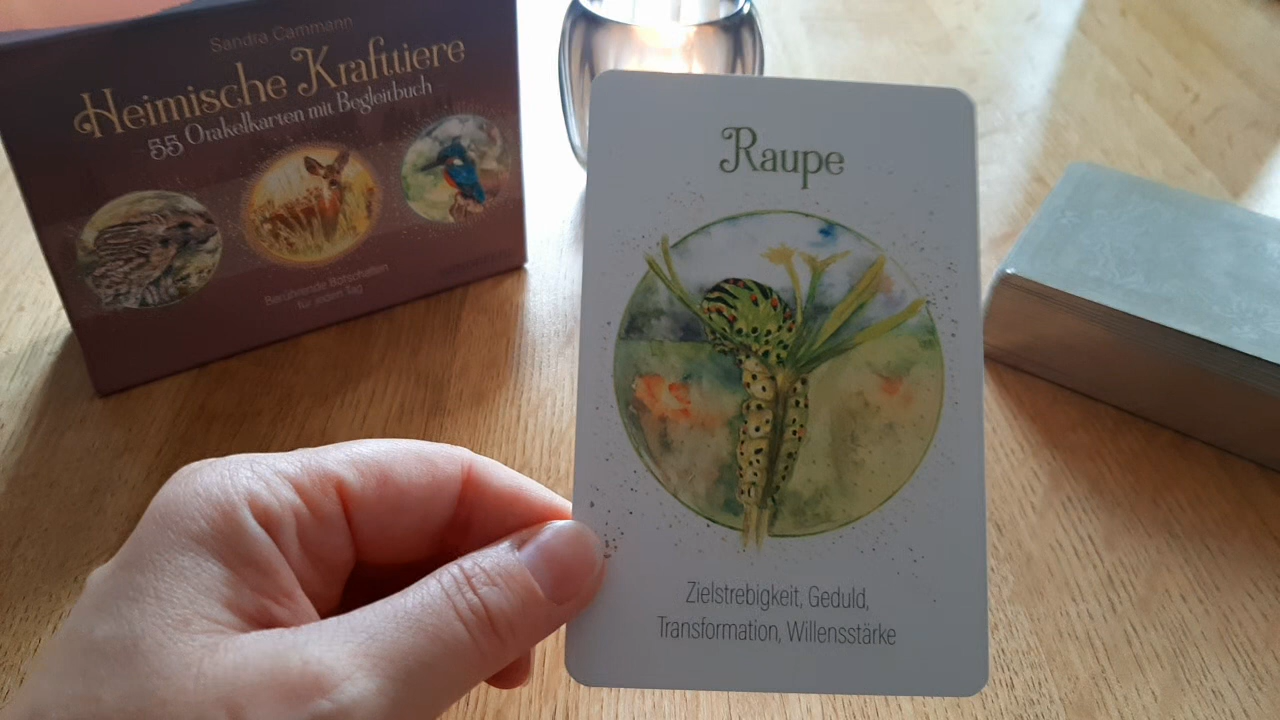 Sandra Cammann
Heimische Krafttiere
55 Orakelkarten mit Begleitbuch
Berührende Botschaften
für jeden Tag
Raupe
Zielstrebigkeit, Geduld,
Transformation, Willensstärke